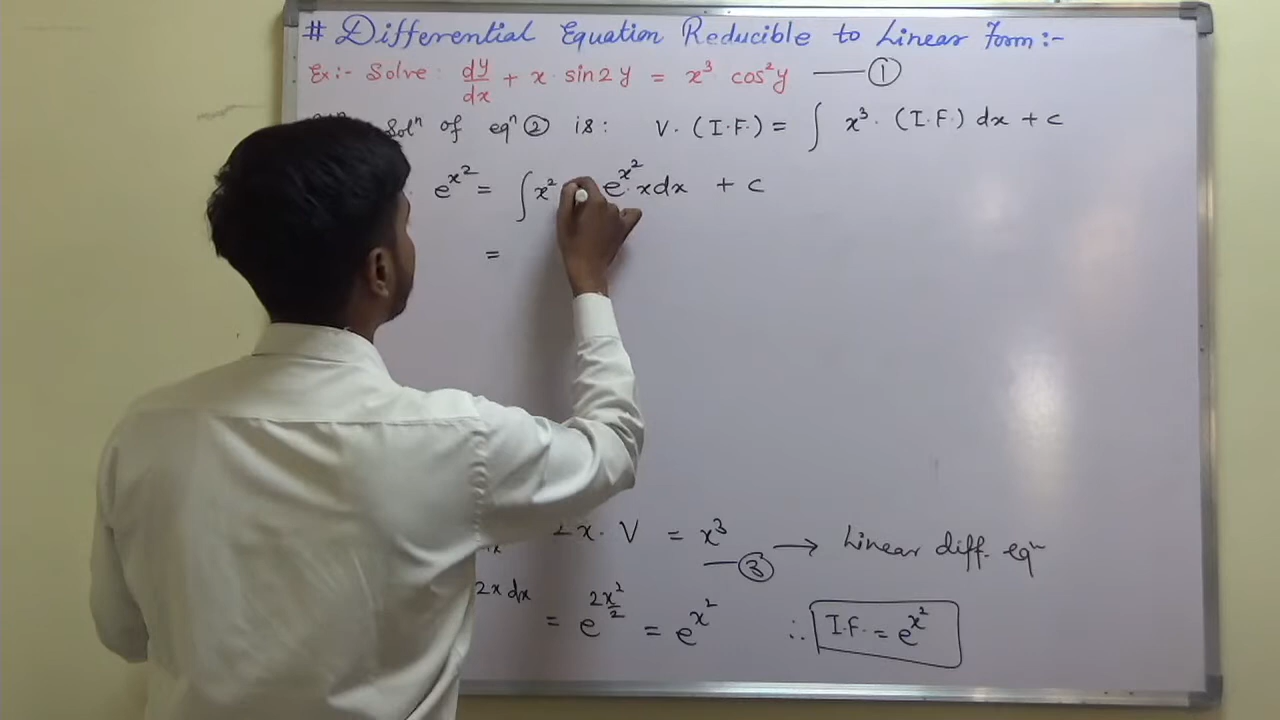 # Differential Equation Reducible to Linear Form:-
Ex:- Solve: dy/dx + x. sin2y = x³ cos²y —— ①
Solⁿ of eqⁿ ② is: V. (I.F.) = ∫ x³. (I.F.) dx + c
e^x² = ∫ x² e^x². x dx + c
=
2x. V = x³ —— ③ → Linear diff. eqⁿ
2x dx = e^2x²/2 = e^x² ∴ I.F. = e^x²